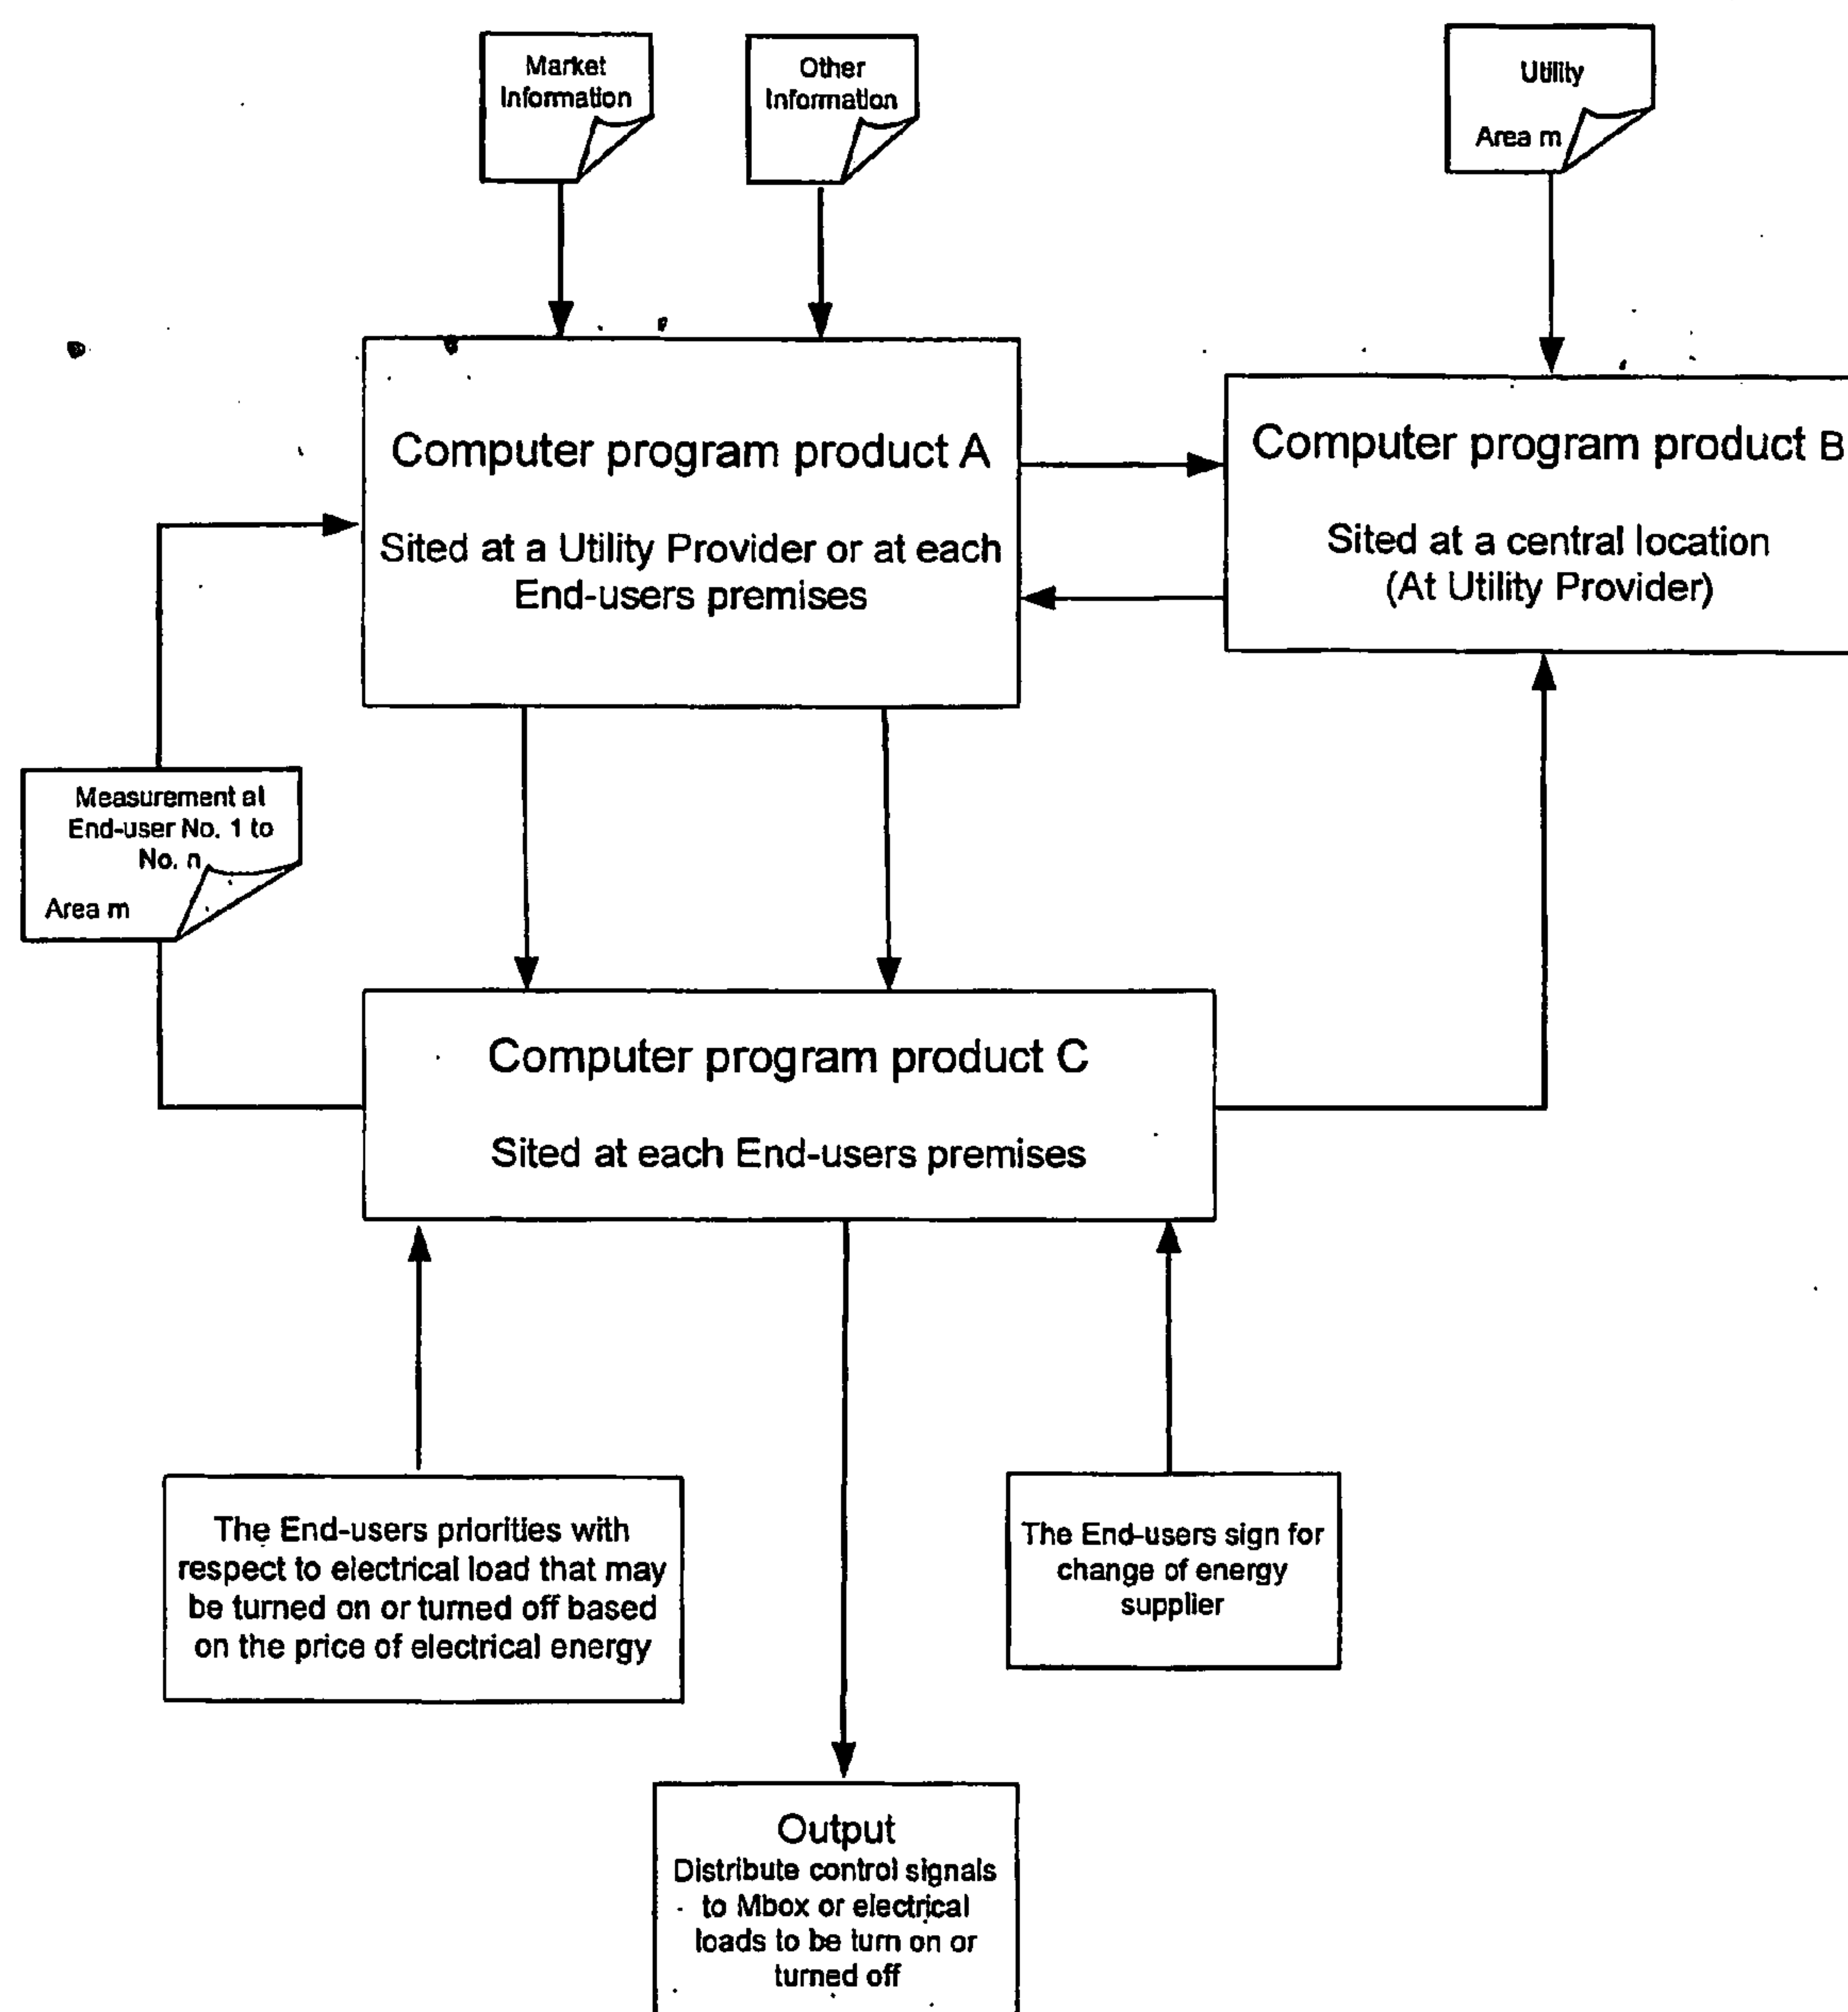 Market
Information
Other
Information
Utility
Area m
Computer program product A
Sited at a Utility Provider or at each
End-users premises
Computer program product B
Sited at a central location
(At Utility Provider)
Measurement at
End-user No. 1 to
No. n
Area m
Computer program product C
Sited at each End-users premises
The End-users priorities with
respect to electrical load that may
be turned on or turned off based
on the price of electrical energy
The End-users sign for
change of energy
supplier
Output
Distribute control signals
to Mbox or electrical
loads to be turn on or
turned off